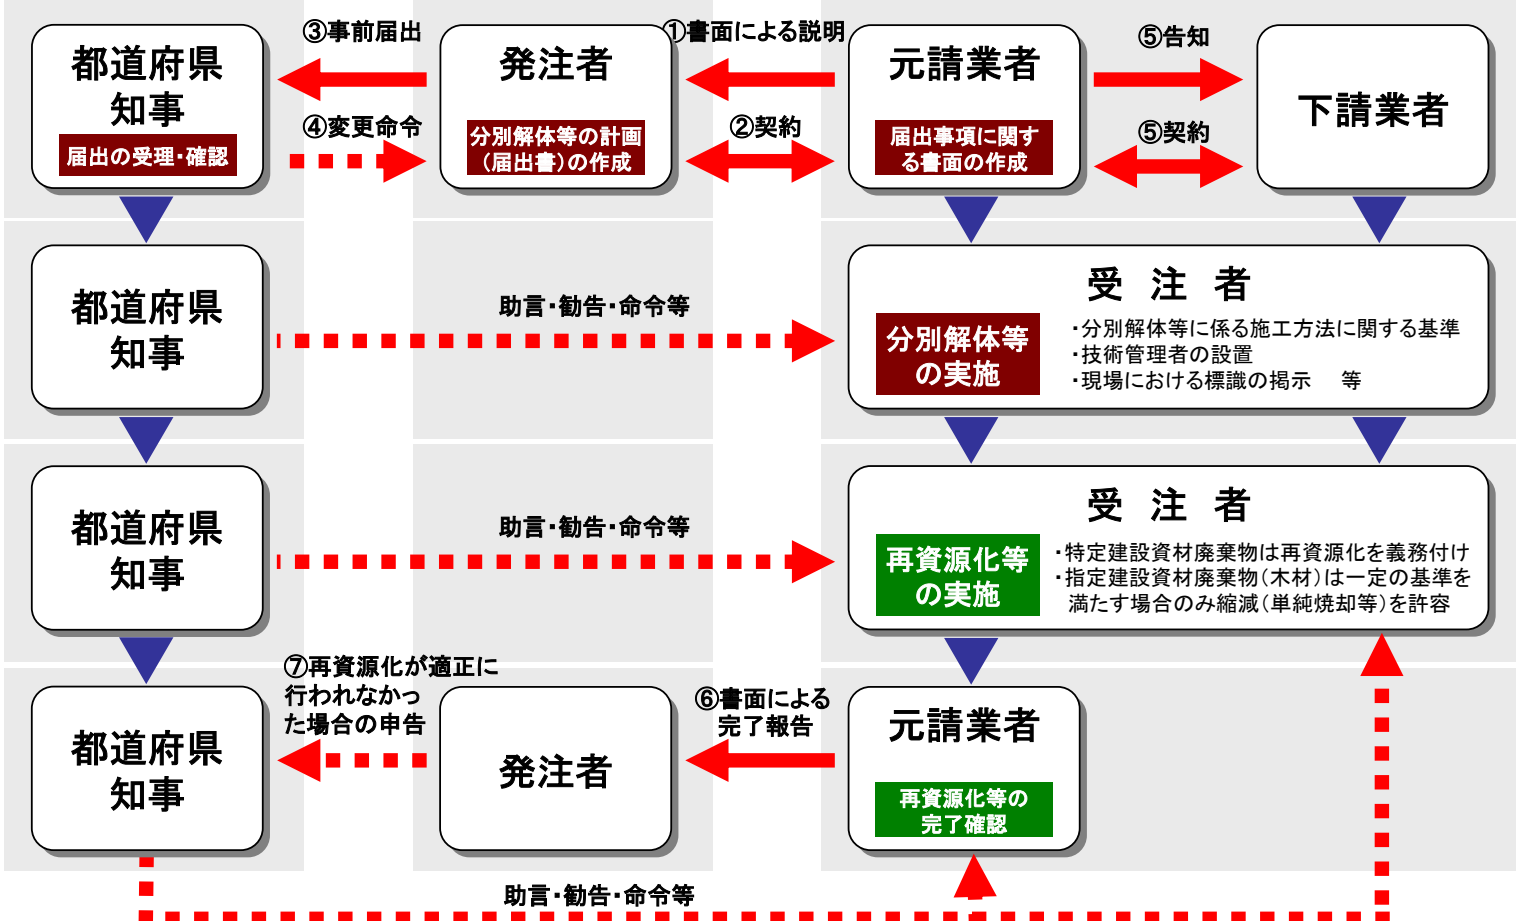 ③事前届出
①書面による説明
⑤告知
都道府県
知事
届出の受理・確認
④変更命令
発注者
分別解体等の計画
（届出書）の作成
②契約
元請業者
届出事項に関す
る書面の作成
⑤契約
下請業者
都道府県
知事
助言・勧告・命令等
受 注 者
分別解体等
の実施
・分別解体等に係る施工方法に関する基準
・技術管理者の設置
・現場における標識の掲示 等
都道府県
知事
助言・勧告・命令等
受 注 者
再資源化等
の実施
・特定建設資材廃棄物は再資源化を義務付け
・指定建設資材廃棄物（木材）は一定の基準を
満たす場合のみ縮減（単純焼却等）を許容
都道府県
知事
⑦再資源化が適正に
行われなかっ
た場合の申告
発注者
⑥書面による
完了報告
元請業者
再資源化等の
完了確認
助言・勧告・命令等